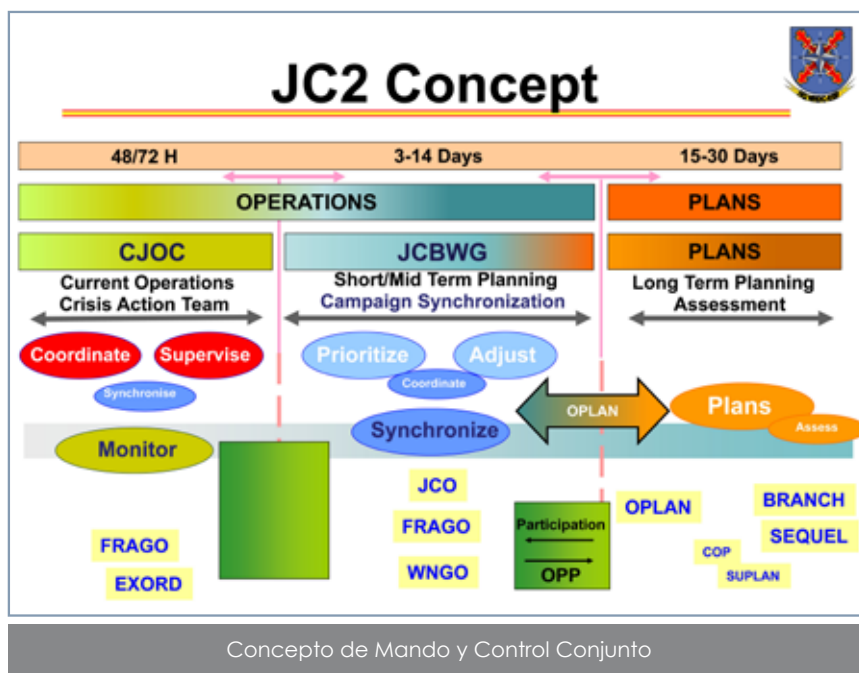 JC2 Concept
48/72 H
3-14 Days
15-30 Days
OPERATIONS
PLANS
CJOC
JCBWG
PLANS
Current Operations
Crisis Action Team
Short/Mid Term Planning
Campaign Synchronization
Long Term Planning
Assessment
Coordinate
Supervise
Synchronise
Monitor
Prioritize
Adjust
Coordinate
Synchronize
OPLAN
Plans
Assess
FRAGO
EXORD
JCO
FRAGO
WNGO
Participation
OPP
OPLAN
BRANCH
SEQUEL
COP
SUPLAN
Concepto de Mando y Control Conjunto